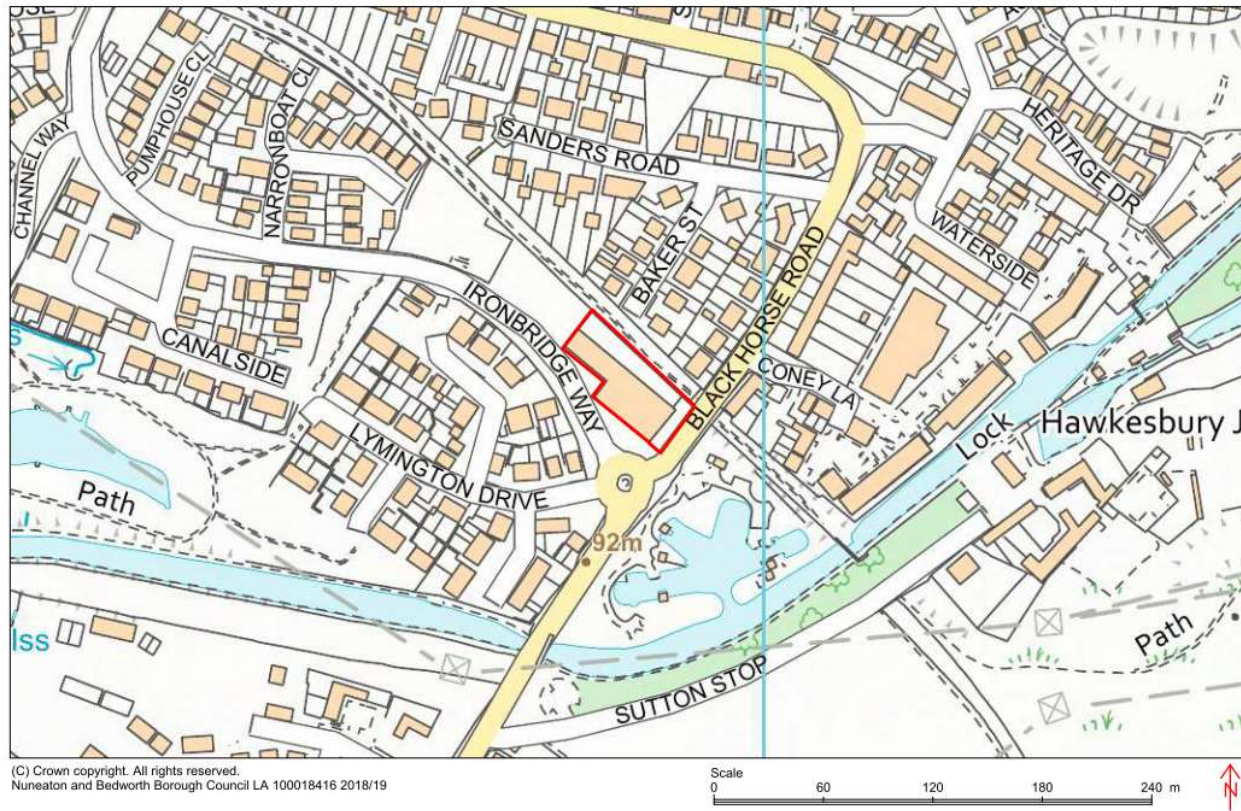 SANDERS ROAD
HERITAGE DR
PUMPHOUSE CL
NARRONBOAT CL
CHANNEL WAY
BAKER ST
WATERSIDE
BLACK HORSE ROAD
IRONBRIDGE WAY
CANALSIDE
CONEY LA
Lock
Hawkesbury J
LYMINGTON DRIVE
Path
92m
Path
lss
SUTTON STOP
(C) Crown copyright. All rights reserved.
Nuneaton and Bedworth Borough Council LA 100018416 2018/19
Scale
0 60 120 180 240 m
N